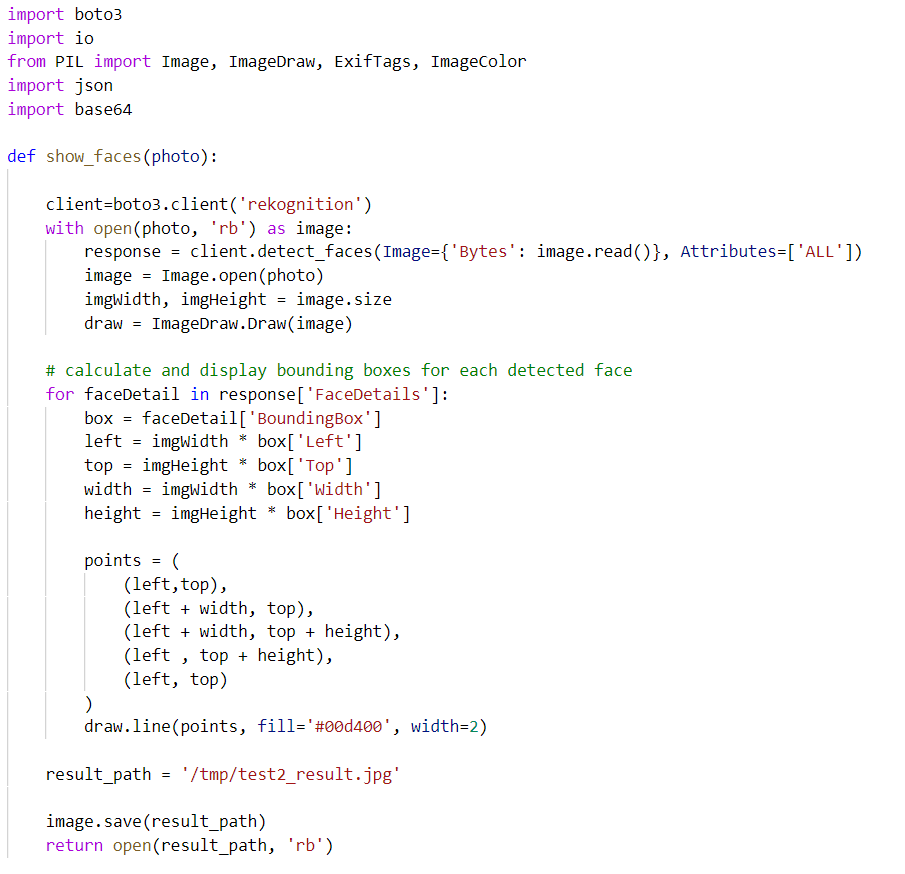 import boto3
import io
from PIL import Image, ImageDraw, ExifTags, ImageColor
import json
import base64

def show_faces(photo):

    client=boto3.client('rekognition')
    with open(photo, 'rb') as image:
        response = client.detect_faces(Image={'Bytes': image.read()}, Attributes=['ALL'])
        image = Image.open(photo)
        imgWidth, imgHeight = image.size
        draw = ImageDraw.Draw(image)

    # calculate and display bounding boxes for each detected face
    for faceDetail in response['FaceDetails']:
        box = faceDetail['BoundingBox']
        left = imgWidth * box['Left']
        top = imgHeight * box['Top']
        width = imgWidth * box['Width']
        height = imgHeight * box['Height']

        points = (
            (left,top),
            (left + width, top),
            (left + width, top + height),
            (left , top + height),
            (left, top)
        )
        draw.line(points, fill='#00d400', width=2)

    result_path = '/tmp/test2_result.jpg'

    image.save(result_path)
    return open(result_path, 'rb')